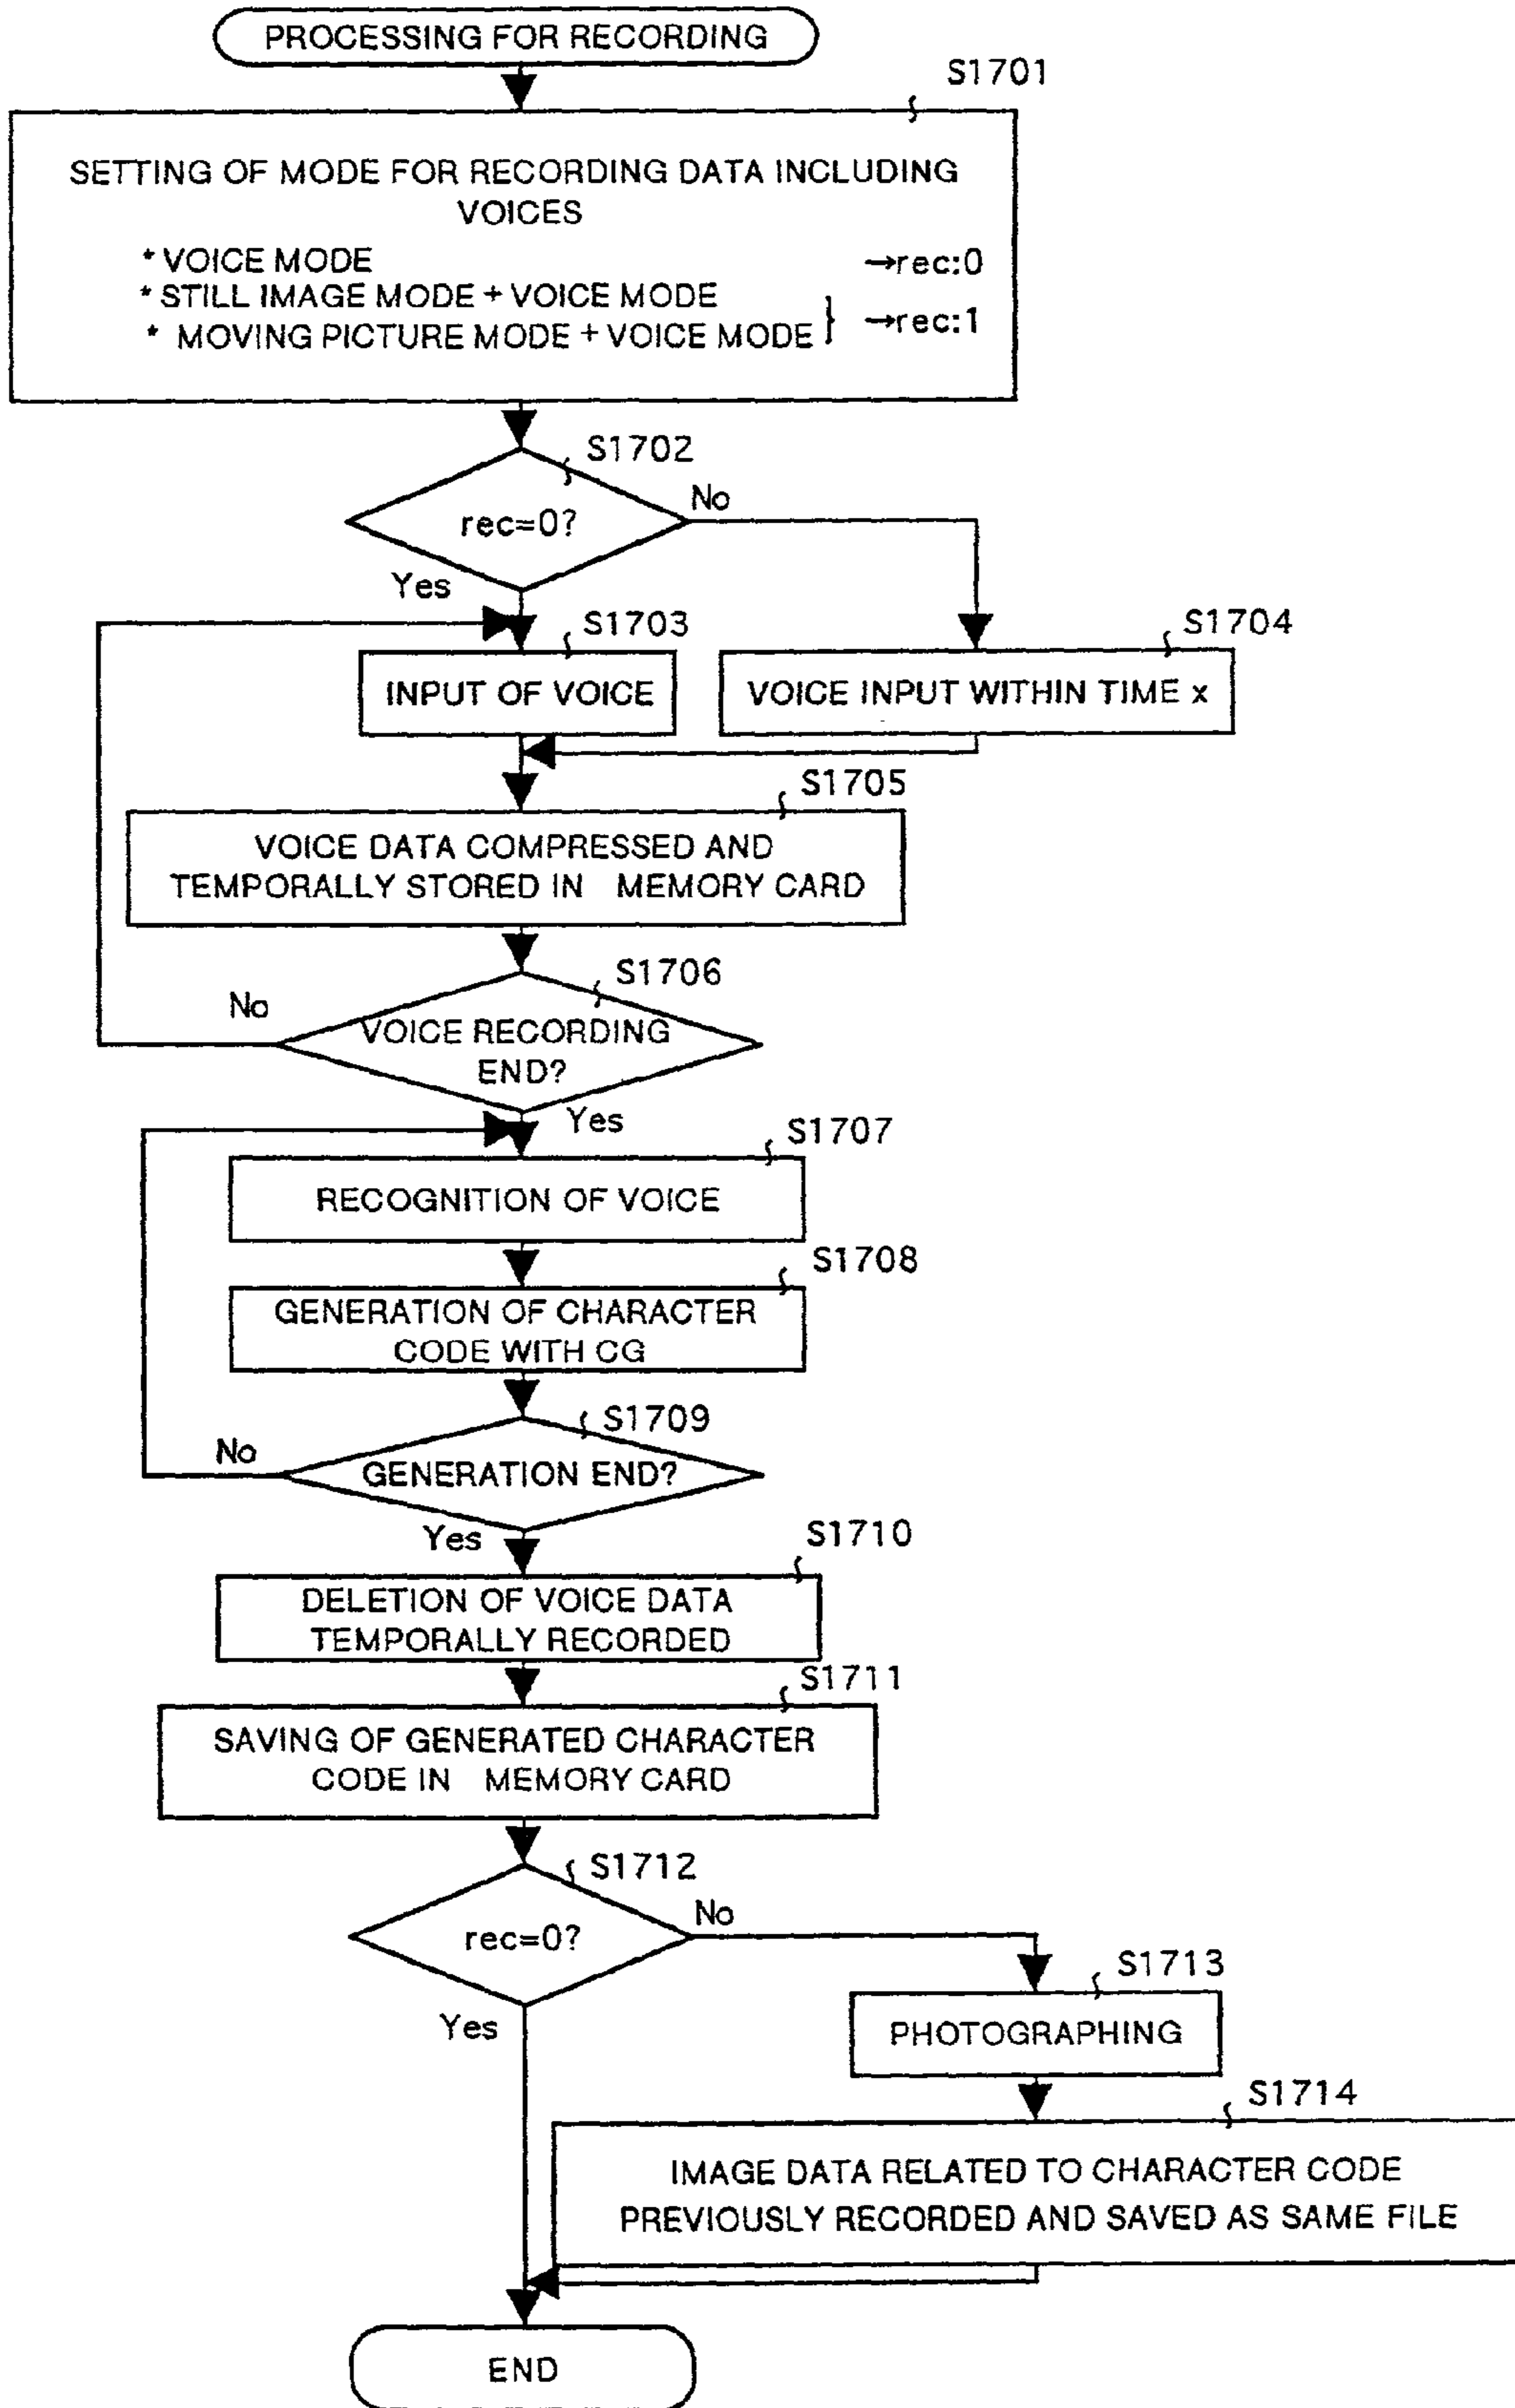 PROCESSING FOR RECORDING
S1701
SETTING OF MODE FOR RECORDING DATA INCLUDING
VOICES
* VOICE MODE →rec:0
* STILL IMAGE MODE + VOICE MODE
* MOVING PICTURE MODE + VOICE MODE } →rec:1
S1702
rec=0?
No
Yes
S1703
INPUT OF VOICE
S1704
VOICE INPUT WITHIN TIME x
S1705
VOICE DATA COMPRESSED AND
TEMPORALLY STORED IN MEMORY CARD
S1706
No
VOICE RECORDING
END?
Yes
S1707
RECOGNITION OF VOICE
S1708
GENERATION OF CHARACTER
CODE WITH CG
S1709
No
GENERATION END?
Yes
S1710
DELETION OF VOICE DATA
TEMPORALLY RECORDED
S1711
SAVING OF GENERATED CHARACTER
CODE IN MEMORY CARD
S1712
No
rec=0?
Yes
S1713
PHOTOGRAPHING
S1714
IMAGE DATA RELATED TO CHARACTER CODE
PREVIOUSLY RECORDED AND SAVED AS SAME FILE
END